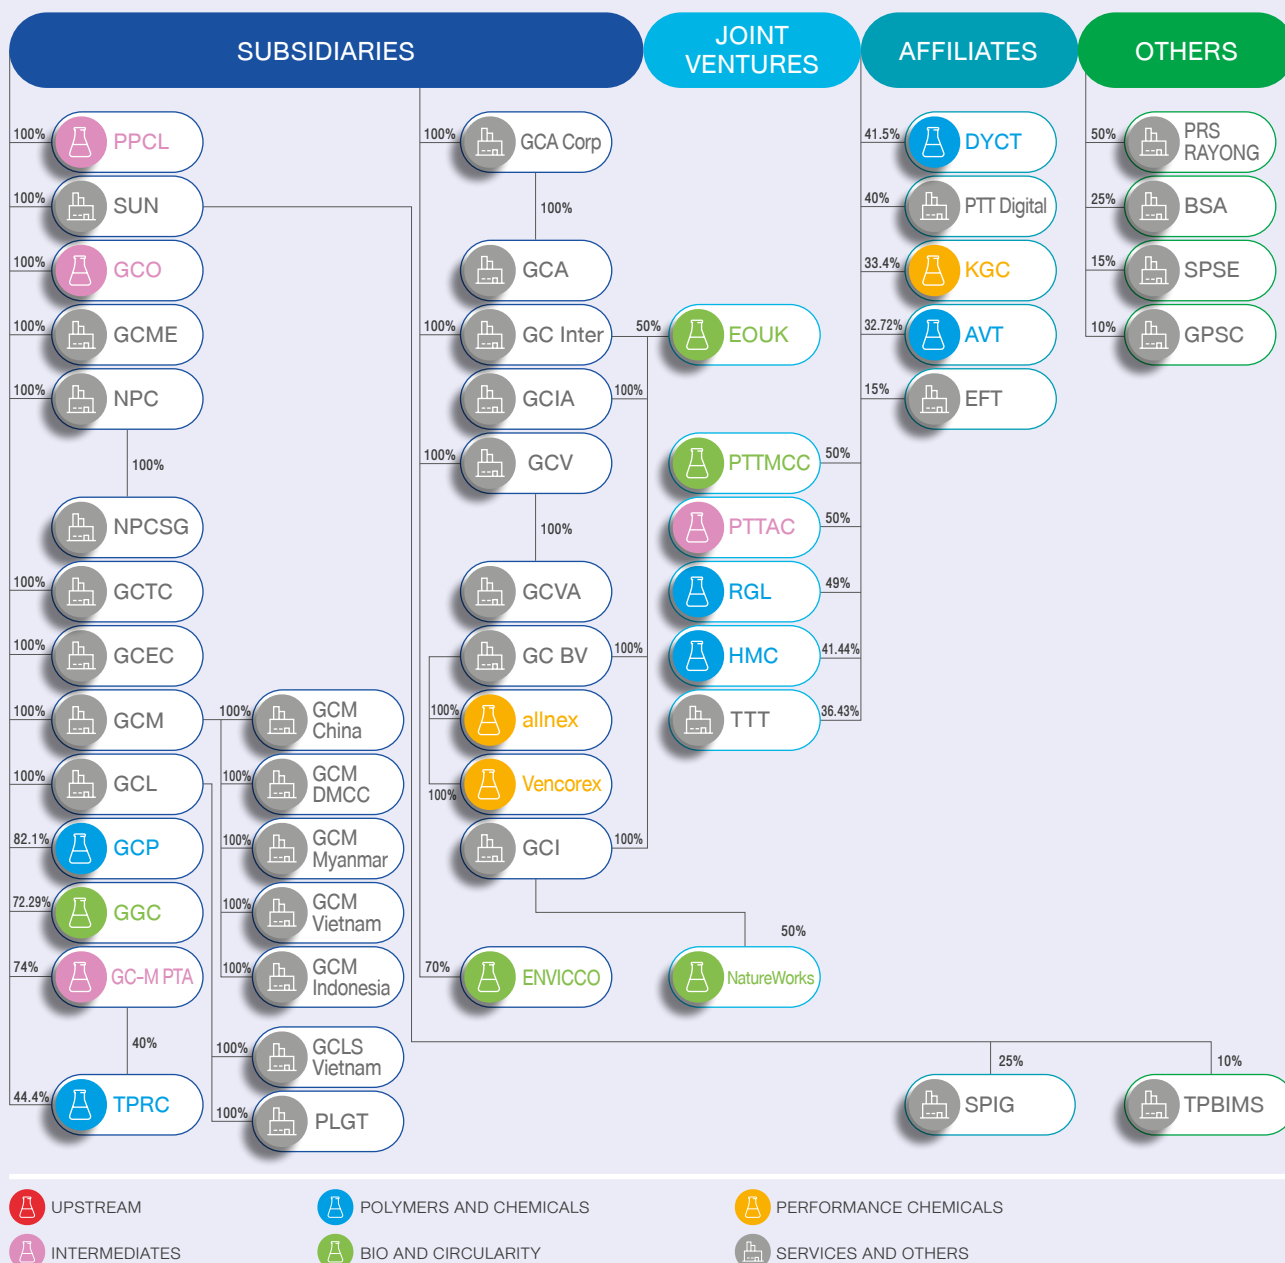 SUBSIDIARIES
JOINT
VENTURES
AFFILIATES
OTHERS
100%
PPCL
100%
SUN
100%
GCO
100%
GCME
100%
NPC
100%
NPCSG
100%
GCTC
100%
GCEC
100%
GCM
100%
GCL
82.1%
GCP
72.29%
GGC
74%
GC-M PTA
40%
44.4%
TPRC
100%
GCM
China
100%
GCM
DMCC
100%
GCM
Myanmar
100%
GCM
Vietnam
100%
GCM
Indonesia
100%
GCLS
Vietnam
100%
PLGT
100%
GCA Corp
100%
GCA
100%
GC Inter
GCIA
100%
100%
GCV
100%
GCVA
GC BV
100%
100%
allnex
100%
Vencorex
GCI
100%
70%
ENVICCO
50%
EOUK
PTTMCC
50%
PTTAC
50%
RGL
49%
HMC
41.44%
TTT
36.43%
50%
NatureWorks
41.5%
DYCT
40%
PTT Digital
33.4%
KGC
32.72%
AVT
15%
EFT
25%
SPIG
50%
PRS
RAYONG
25%
BSA
15%
SPSE
10%
GPSC
10%
TPBIMS
UPSTREAM
POLYMERS AND CHEMICALS
PERFORMANCE CHEMICALS
INTERMEDIATES
BIO AND CIRCULARITY
SERVICES AND OTHERS